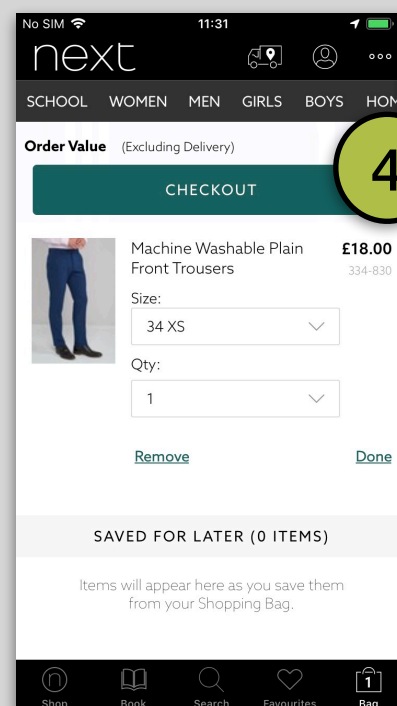 No SIM 11:31
next
SCHOOL WOMEN MEN GIRLS BOYS HOM
Order Value (Excluding Delivery)
4
CHECKOUT
Machine Washable Plain £18.00
Front Trousers 334-830
Size:
34 XS
Qty:
1
Remove Done
SAVED FOR LATER (0 ITEMS)
Items will appear here as you save them
from your Shopping Bag.
n 1
Shop Book Search Favourites Bag